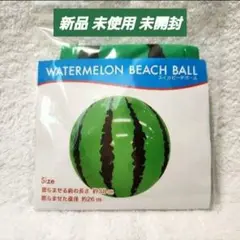 新品 未使用 未開封
WATERMELON BEACH BALL
スイカビーチボール
Size
膨らませる前の長さ 約
膨らませた直径 約26㎝